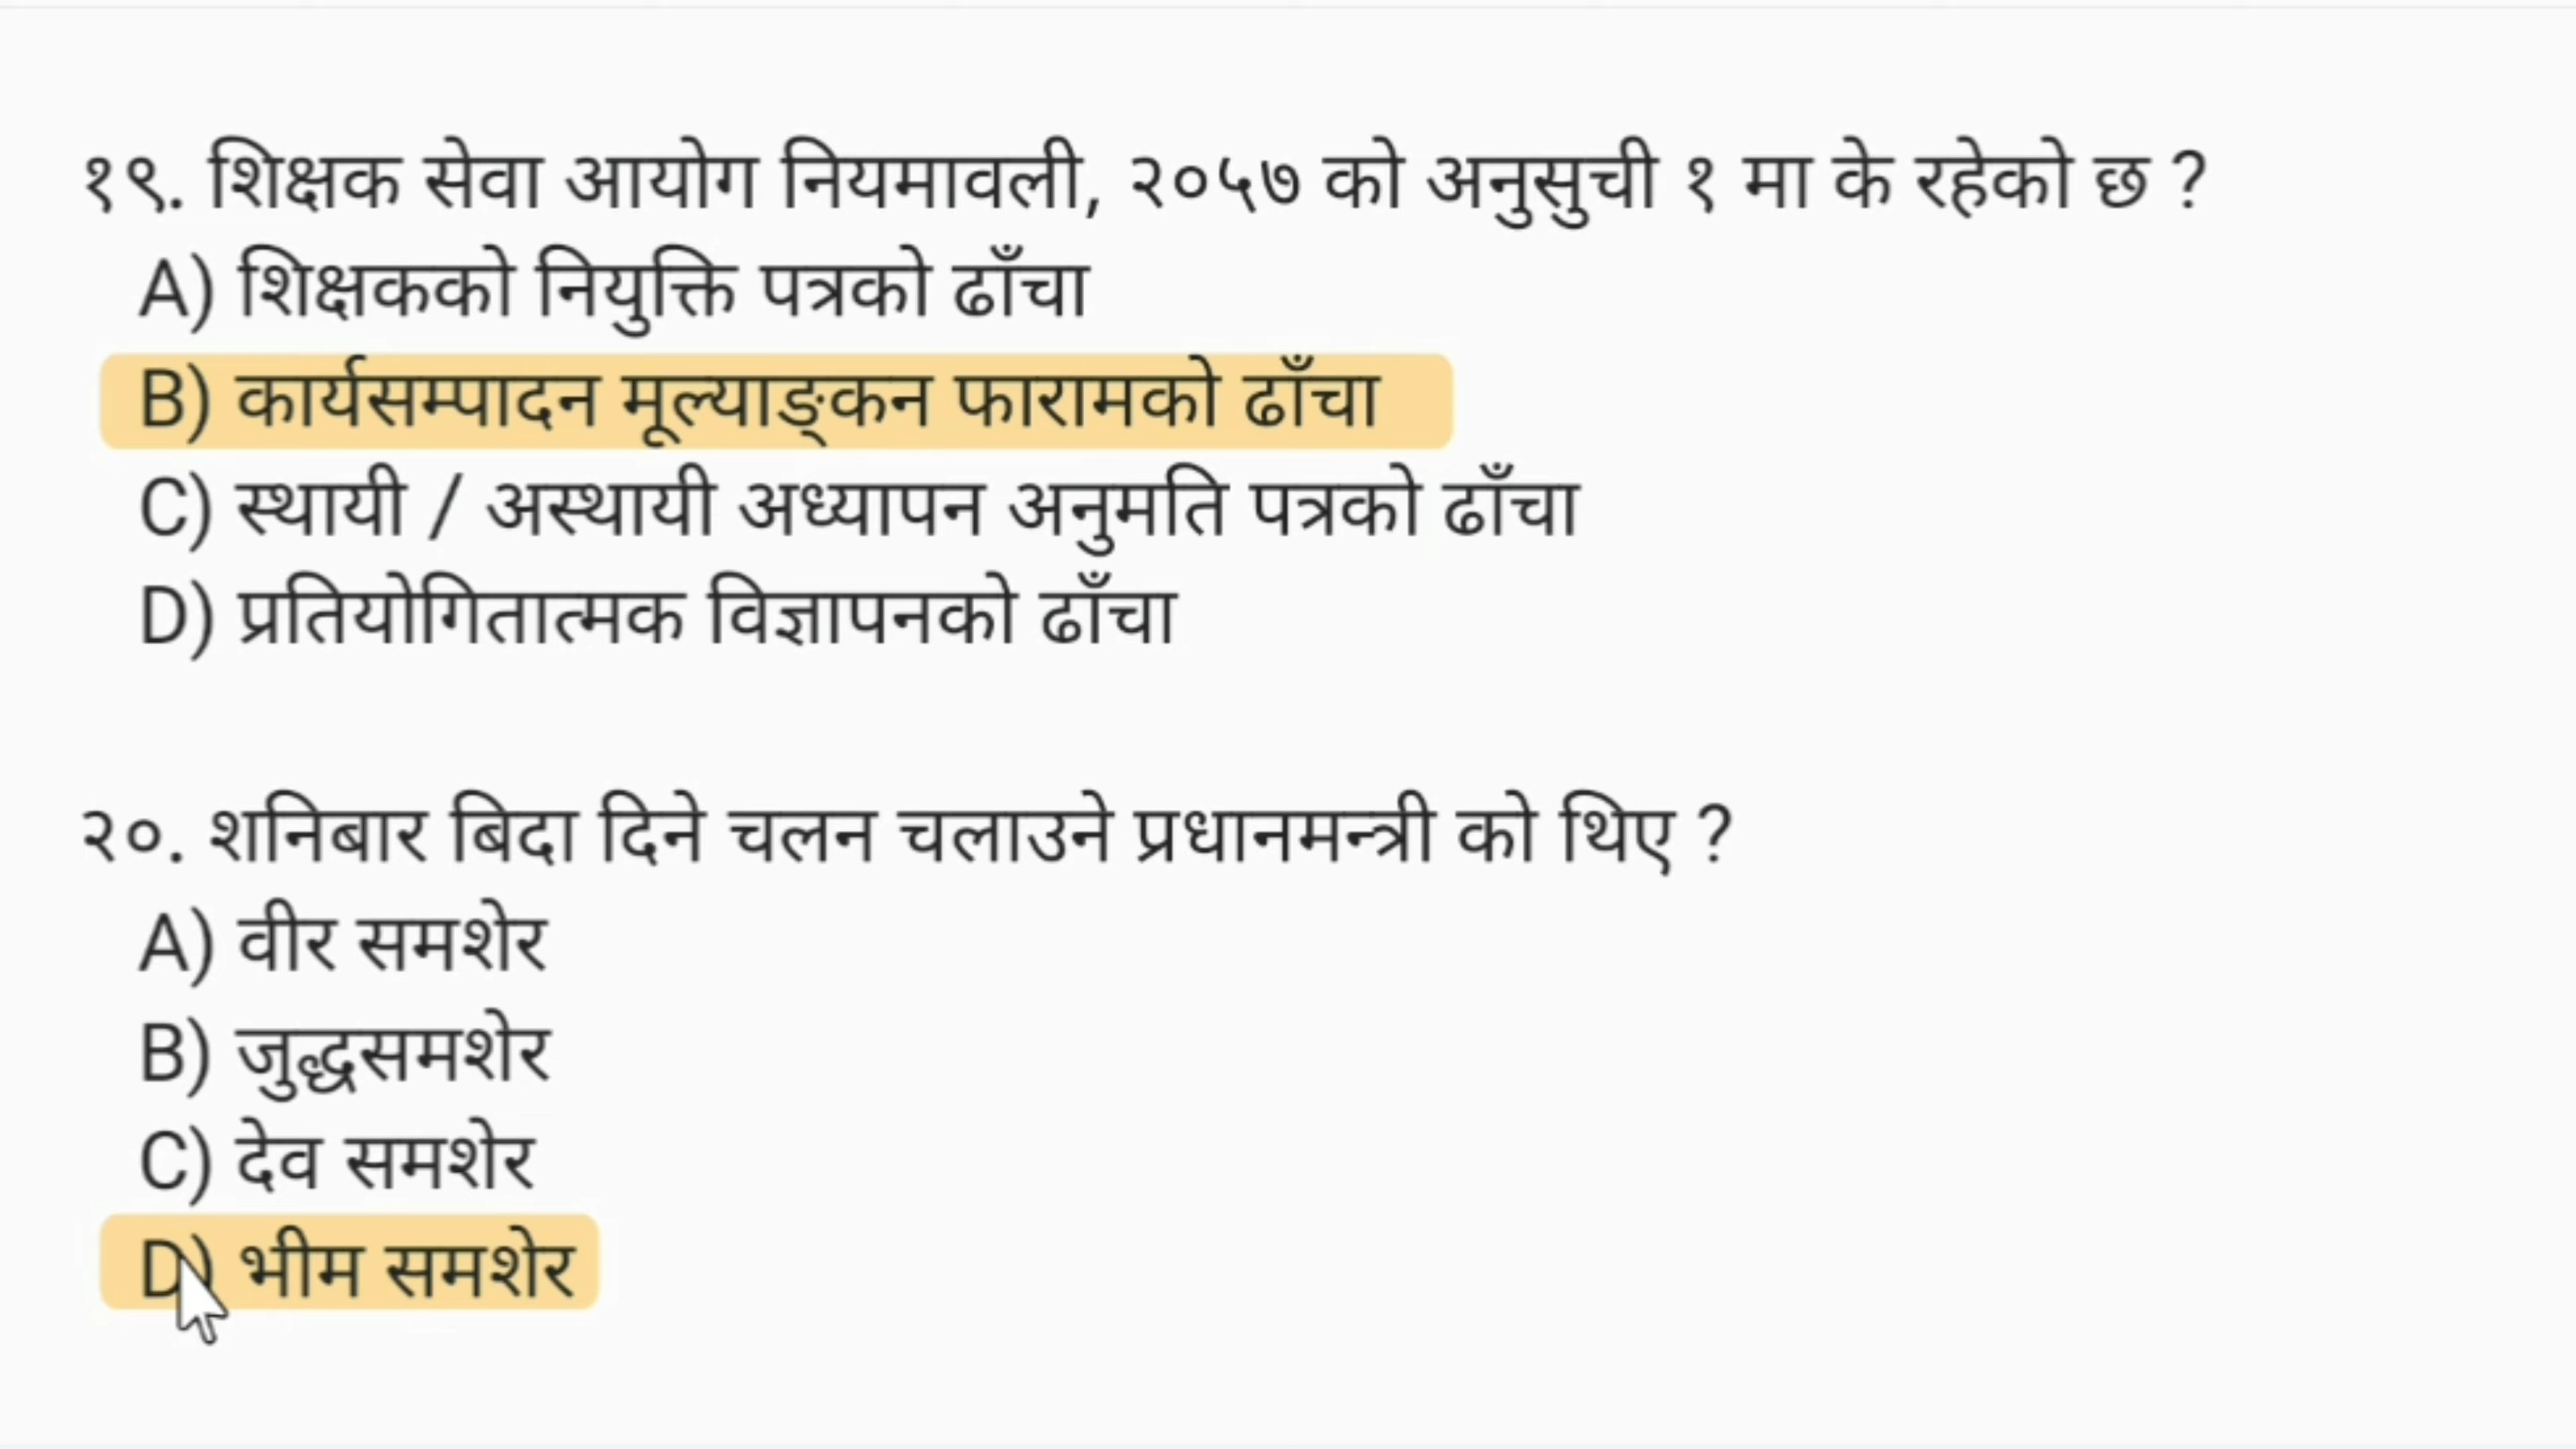 १९. शिक्षक सेवा आयोग नियमावली, २०५७ को अनुसुची १ मा के रहेको छ ?
A) शिक्षकको नियुक्ति पत्रको ढाँचा
B) कार्यसम्पादन मूल्याङ्कन फारामको ढाँचा
C) स्थायी / अस्थायी अध्यापन अनुमति पत्रको ढाँचा
D) प्रतियोगितात्मक विज्ञापनको ढाँचा
२०. शनिबार बिदा दिने चलन चलाउने प्रधानमन्त्री को थिए ?
A) वीर समशेर
B) जुद्धसमशेर
C) देव समशेर
D) भीम समशेर